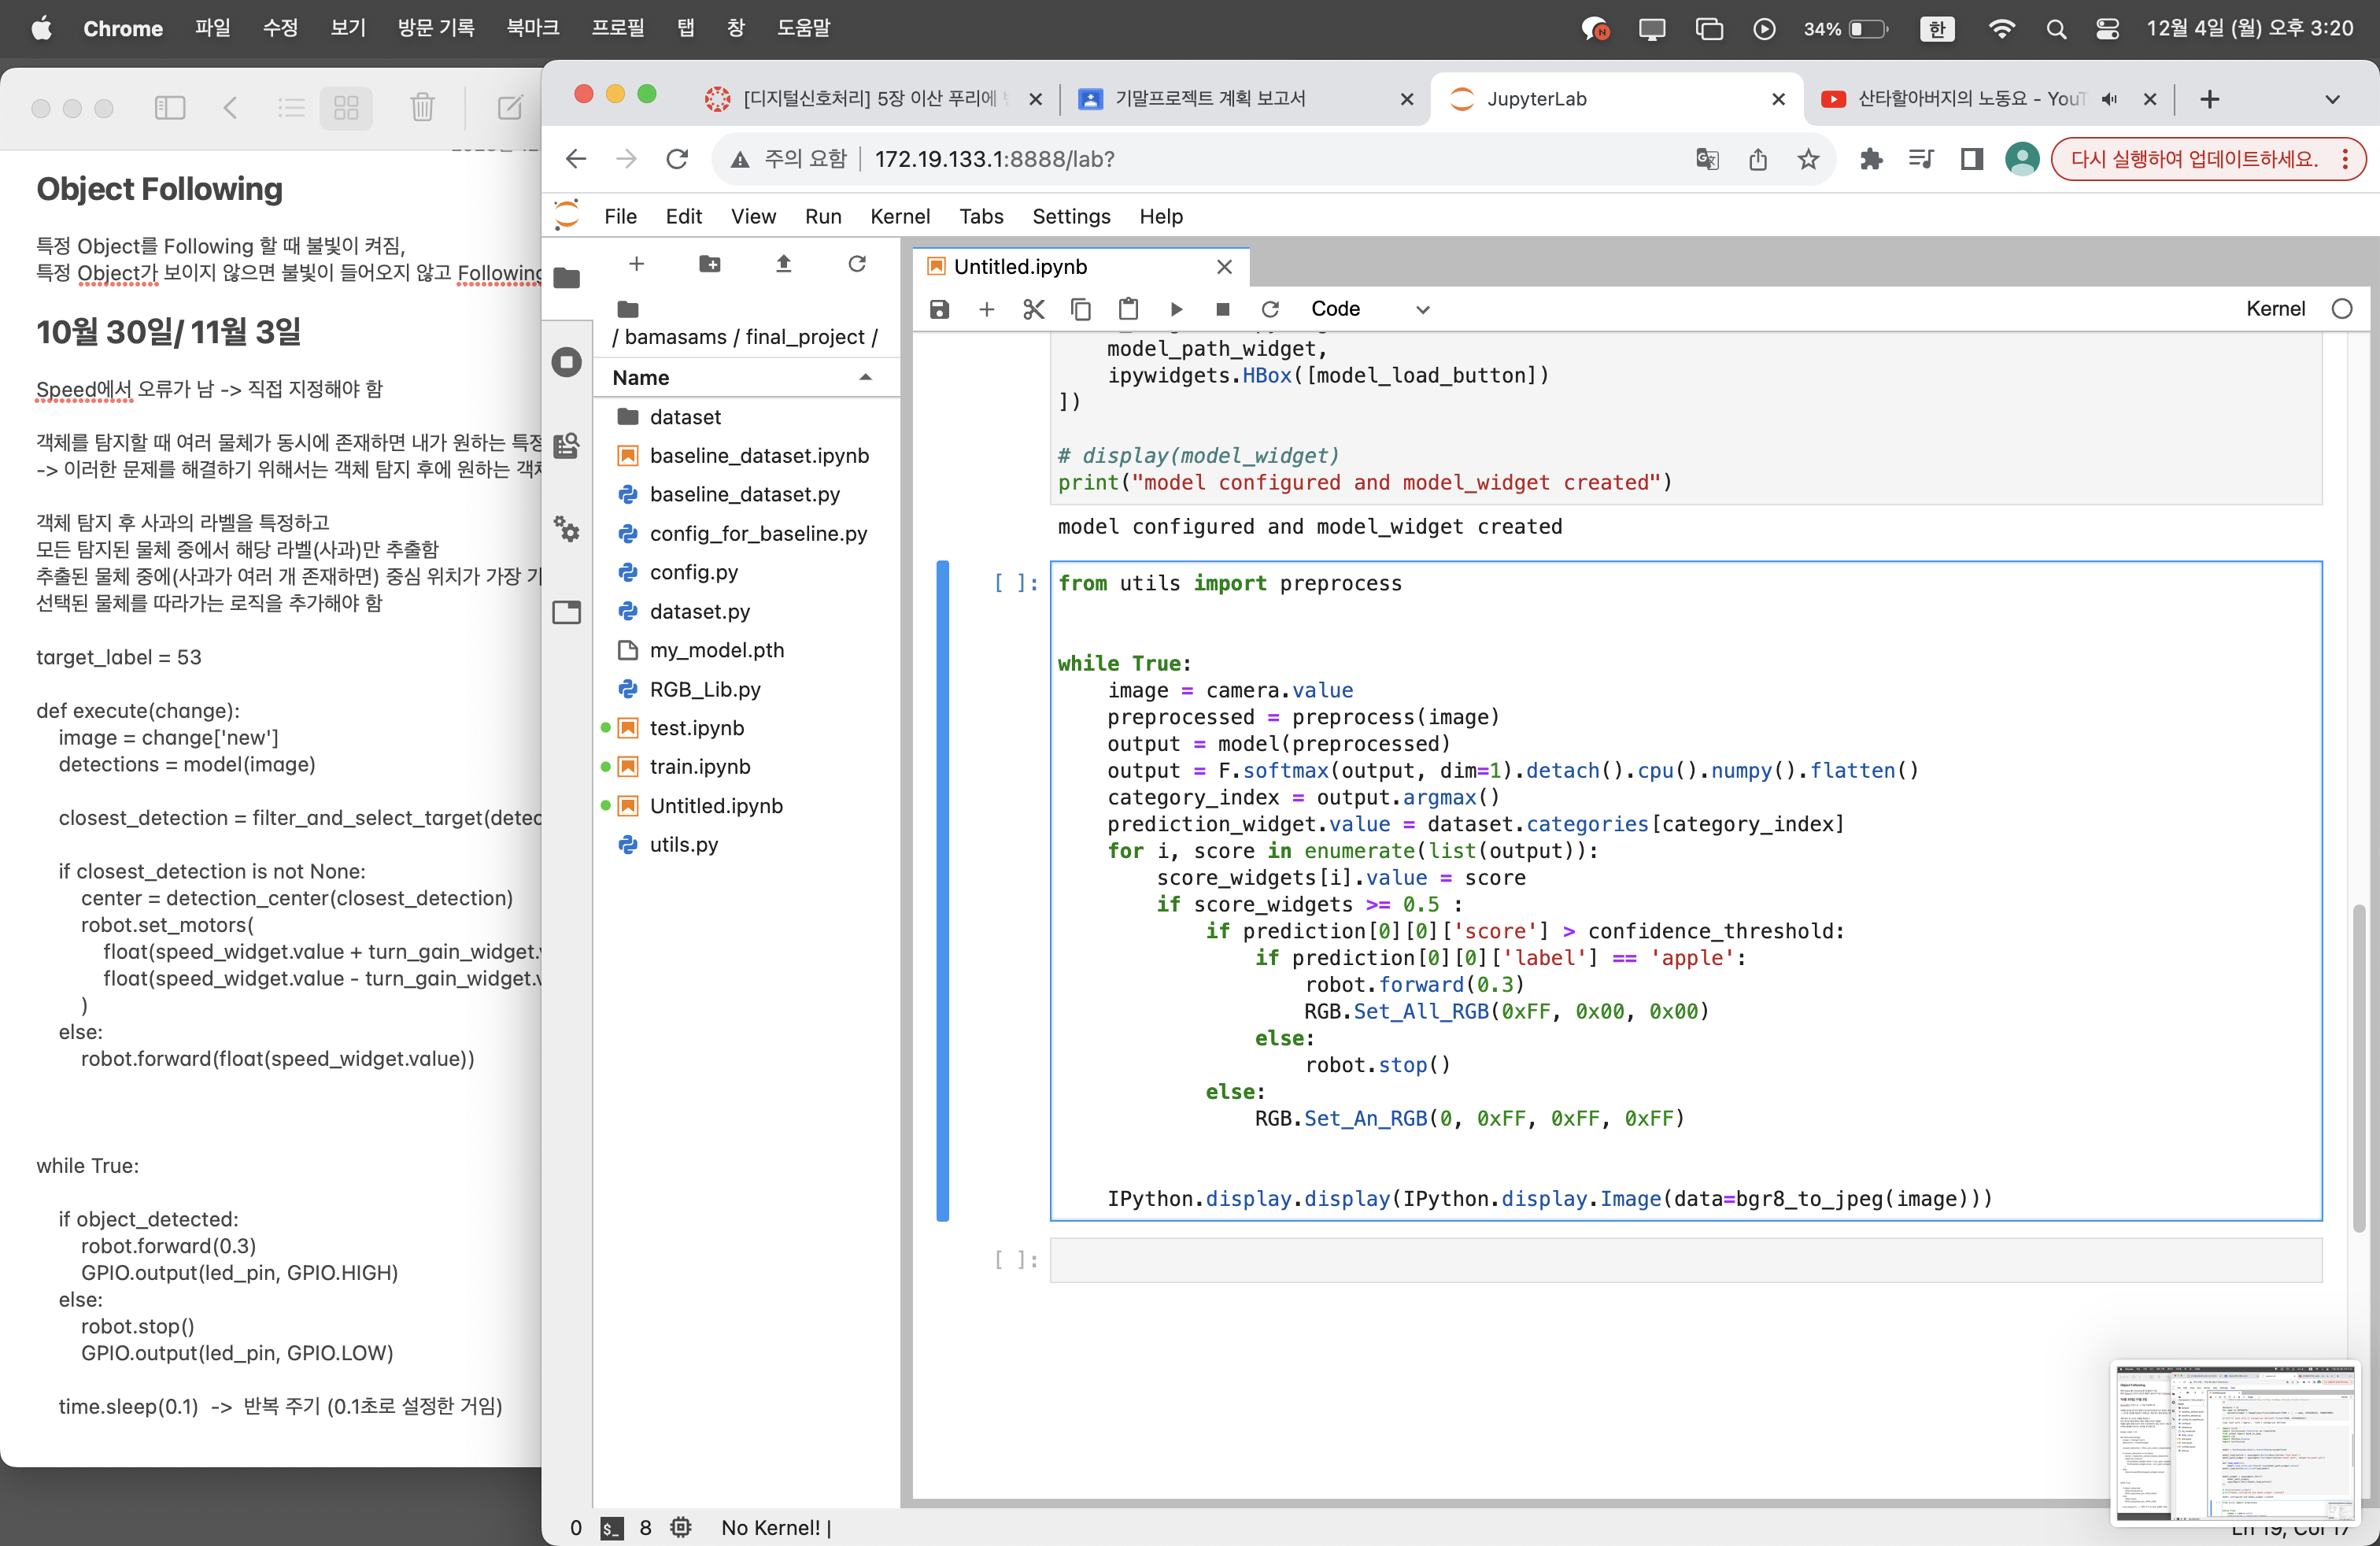 Chrome 파일 수정 보기 방문 기록 북마크 프로필 탭 창 도움말 34% 한 12월 4일 (월) 오후 3:20
Object Following
특정 Object를 Following 할 때 불빛이 켜짐,
특정 Object가 보이지 않으면 불빛이 들어오지 않고 Following
10월 30일/ 11월 3일
Speed에서 오류가 남 -> 직접 지정해야 함
객체를 탐지할 때 여러 물체가 동시에 존재하면 내가 원하는 특정
-> 이러한 문제를 해결하기 위해서는 객체 탐지 후에 원하는
객체 탐지 후 사과의 라벨을 특정하고
모든 탐지된 물체 중에서 해당 라벨(사과)만 추출함
추출된 물체 중에(사과가 여러 개 존재하면) 중심 위치가 가장
선택된 물체를 따라가는 로직을 추가해야 함
target_label = 53
def execute(change):
image = change['new']
detections = model(image)
closest_detection = filter_and_select_target(detec
if closest_detection is not None:
center = detection_center(closest_detection)
robot.set_motors(
float(speed_widget.value + turn_gain_widget.
float(speed_widget.value - turn_gain_widget.
)
else:
robot.forward(float(speed_widget.value))
while True:
if object_detected:
robot.forward(0.3)
GPIO.output(led_pin, GPIO.HIGH)
else:
robot.stop()
GPIO.output(led_pin, GPIO.LOW)
time.sleep(0.1) -> 반복 주기 (0.1초로 설정한 거임)
[디지털신호처리] 5장 이산 푸리에
기말프로젝트 계획 보고서
JupyterLab
산타할아버지의 노동요 - YouT
주의 요함 172.19.133.1:8888/lab?
다시 실행하여 업데이트하세요.
File Edit View Run Kernel Tabs Settings Help
/ bamasams / final_project /
Name
dataset
baseline_dataset.ipynb
baseline_dataset.py
config_for_baseline.py
config.py
dataset.py
my_model.pth
RGB_Lib.py
test.ipynb
train.ipynb
Untitled.ipynb
utils.py
Untitled.ipynb
Code
Kernel
model_path_widget,
ipywidgets.HBox([model_load_button])
])
# display(model_widget)
print("model configured and model_widget created")
model configured and model_widget created
[ ]: from utils import preprocess
while True:
image = camera.value
preprocessed = preprocess(image)
output = model(preprocessed)
output = F.softmax(output, dim=1).detach().cpu().numpy().flatten()
category_index = output.argmax()
prediction_widget.value = dataset.categories[category_index]
for i, score in enumerate(list(output)):
score_widgets[i].value = score
if score_widgets >= 0.5 :
if prediction[0][0]['score'] > confidence_threshold:
if prediction[0][0]['label'] == 'apple':
robot.forward(0.3)
RGB.Set_All_RGB(0xFF, 0x00, 0x00)
else:
robot.stop()
else:
RGB.Set_An_RGB(0, 0xFF, 0xFF, 0xFF)
IPython.display.display(IPython.display.Image(data=bgr8_to_jpeg(image)))
[ ]:
0 $_ 8 No Kernel! |
Ln 19, Col 17